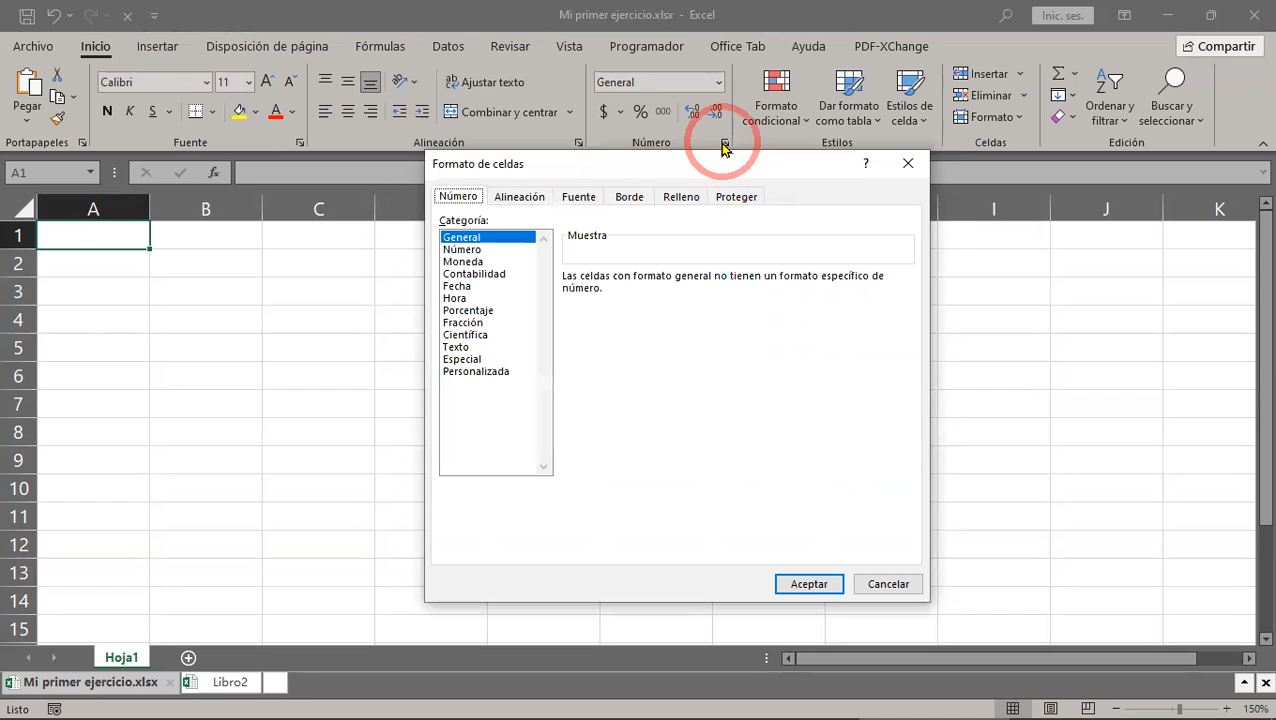 Mi primer ejercicio.xlsx - Excel
Inic. ses.
Archivo Inicio Insertar Disposición de página Fórmulas Datos Revisar Vista Programador Office Tab Ayuda PDF-XChange Compartir
Pegar
Calibri 11
N K S
Ajustar texto
Combinar y centrar
General
$ % 000
Formato condicional
Dar formato como tabla
Estilos de celda
Insertar
Eliminar
Formato
Ordenar y filtrar
Buscar y seleccionar
Portapapeles Fuente Alineación Número Estilos Celdas Edición
A1 fx
Formato de celdas ?
Número Alineación Fuente Borde Relleno Proteger
Categoría:
General
Número
Moneda
Contabilidad
Fecha
Hora
Porcentaje
Fracción
Científica
Texto
Especial
Personalizada
Muestra
Las celdas con formato general no tienen un formato específico de
número.
Aceptar Cancelar
A B C I J K
1
2
3
4
5
6
7
8
9
10
11
12
13
14
15
Hoja1
Mi primer ejercicio.xlsx Libro2
Listo 150%